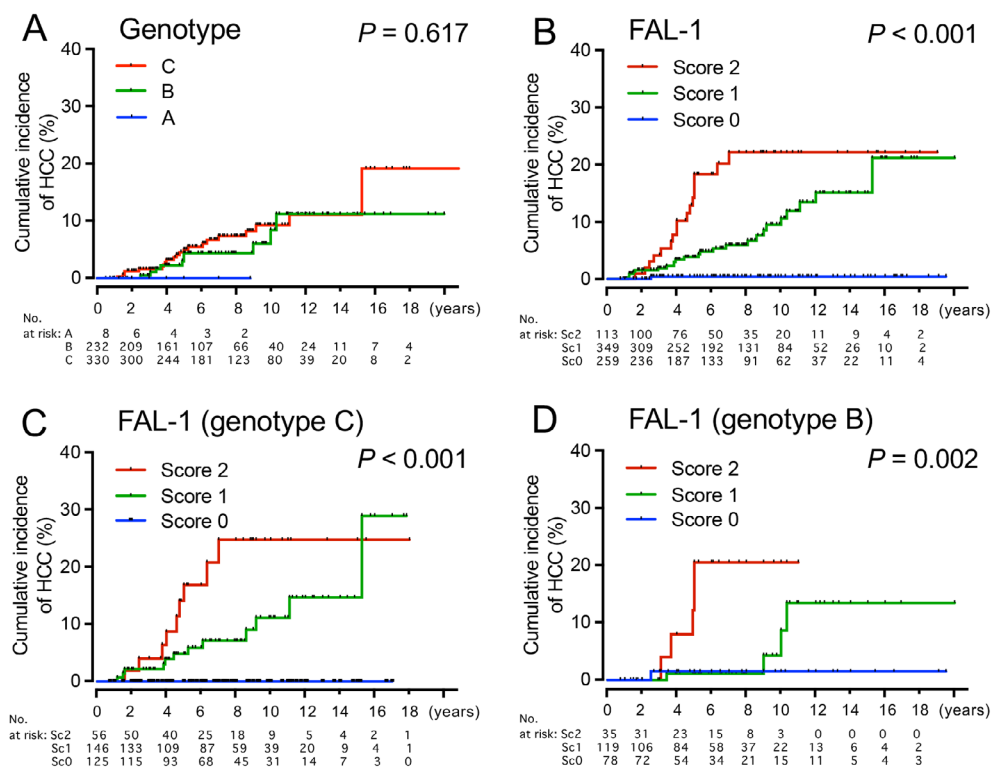 A Genotype P = 0.617
Cumulative incidence
of HCC (%)
40
30
20
10
0
C
B
A
0 2 4 6 8 10 12 14 16 18 (years)
No.
at risk: A 8 6 4 3 2
B 232 209 161 107 66 40 24 11 7 4
C 330 300 244 181 123 80 39 20 8 2
B FAL-1 P < 0.001
Cumulative incidence
of HCC (%)
40
30
20
10
0
Score 2
Score 1
Score 0
0 2 4 6 8 10 12 14 16 18 (years)
No.
at risk: Sc2 113 100 76 50 35 20 11 9 4 2
Sc1 349 309 252 192 131 84 52 26 10 2
Sc0 259 236 187 133 91 62 37 22 11 4
C FAL-1 (genotype C)
P < 0.001
Cumulative incidence
of HCC (%)
40
30
20
10
0
Score 2
Score 1
Score 0
0 2 4 6 8 10 12 14 16 18 (years)
No.
at risk: Sc2 56 50 40 25 18 9 5 4 2 1
Sc1 146 133 109 87 59 39 20 9 4 1
Sc0 125 115 93 68 45 31 14 7 3 0
D FAL-1 (genotype B)
P = 0.002
Cumulative incidence
of HCC (%)
40
30
20
10
0
Score 2
Score 1
Score 0
0 2 4 6 8 10 12 14 16 18 (years)
No.
at risk: Sc2 35 31 23 15 8 3 0 0 0 0
Sc1 119 106 84 58 37 22 13 6 4 2
Sc0 78 72 54 34 21 15 11 5 4 3